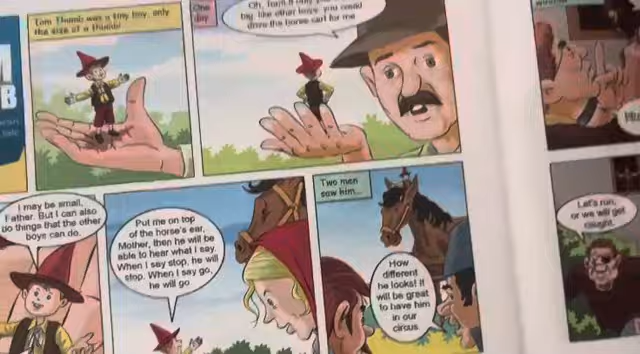 Tom Thumb was a tiny boy, only
the size of a thumb!
One
day
big, like other boys, you could
drive the horse cart for me
I may be small,
Father. But I can also
do things that the other
boys can do.
Put me on top
of the horse's ear,
Mother, then he will be
able to hear what I say.
When I say stop, he will
stop. When I say go,
he will go
Two men
saw him...
How
different
he looks! It
will be great
to have him
in our
circus.
Let's run,
or we will get
caught.